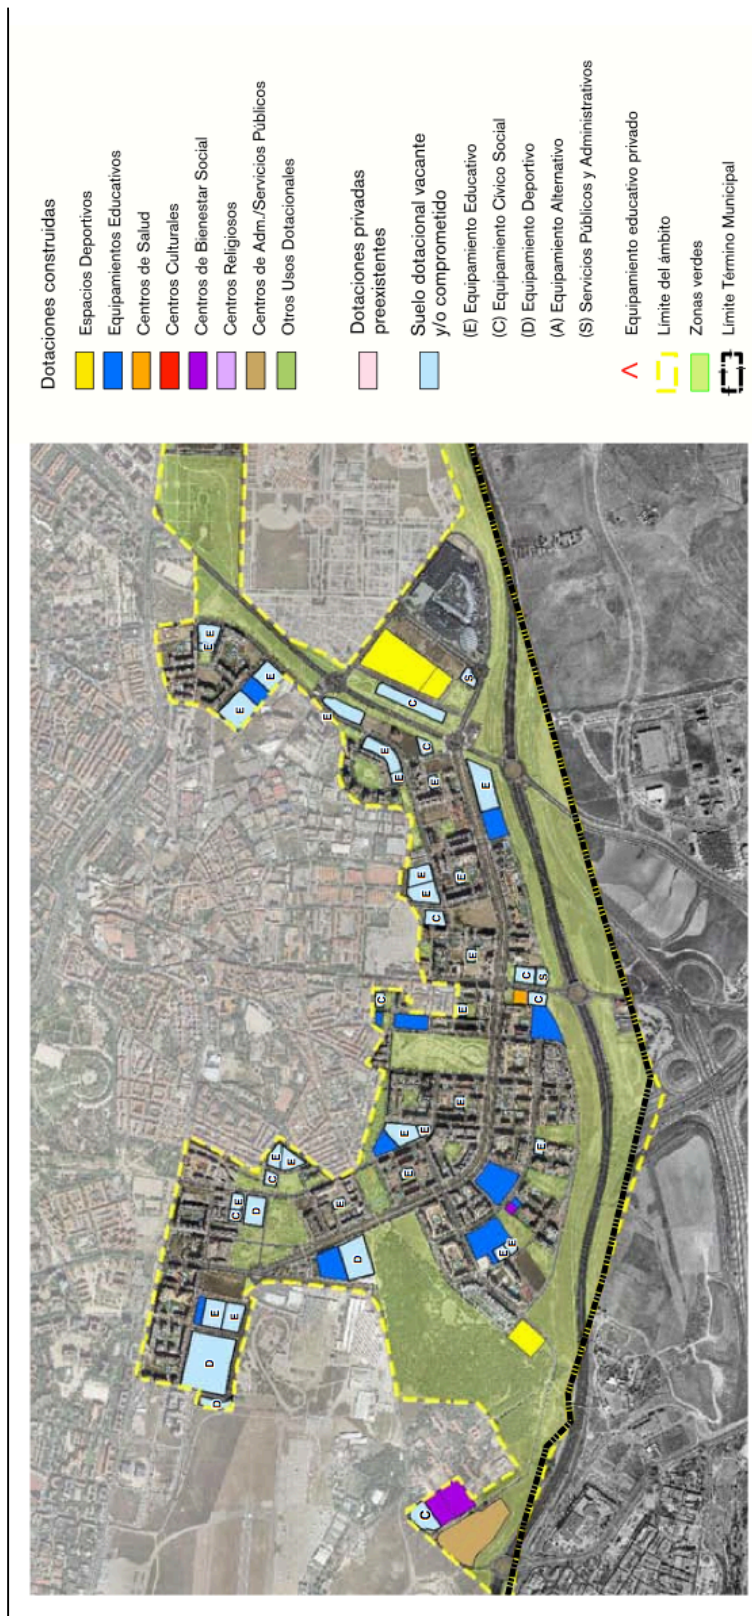 Dotaciones construidas
Espacios Deportivos
Equipamientos Educativos
Centros de Salud
Centros Culturales
Centros de Bienestar Social
Centros Religiosos
Centros de Adm./Servicios Públicos
Otros Usos Dotacionales
Dotaciones privadas
preexistentes
Suelo dotacional vacante
y/o comprometido
(E) Equipamiento Educativo
(C) Equipamiento Cívico Social
(D) Equipamiento Deportivo
(A) Equipamiento Alternativo
(S) Servicios Públicos y Administrativos
Equipamiento educativo privado
Límite del ámbito
Zonas verdes
Límite Término Municipal
D
D
E
E
C
E
D
C
E
E
D
E
E
E
E
E
E
E
E
E
C
E
C
C
S
E
C
E
E
E
E
E
E
E
C
E
C
S
E
E
E
E
C